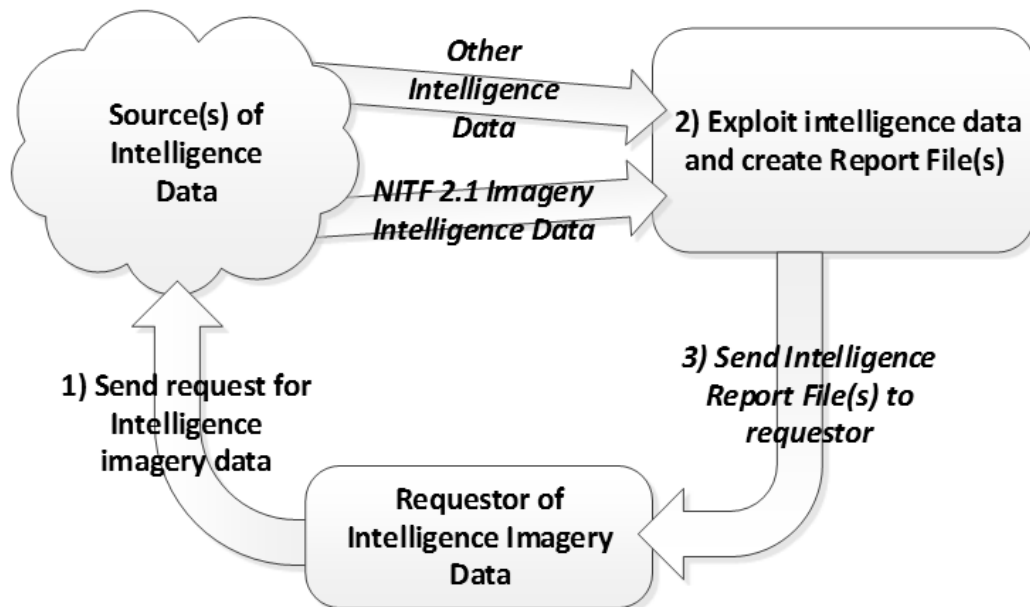 Source(s) of
Intelligence
Data
Other
Intelligence
Data
NITF 2.1 Imagery
Intelligence Data
2) Exploit intelligence data
and create Report File(s)
3) Send Intelligence
Report File(s) to
requestor
Requestor of
Intelligence Imagery
Data
1) Send request for
Intelligence
imagery data